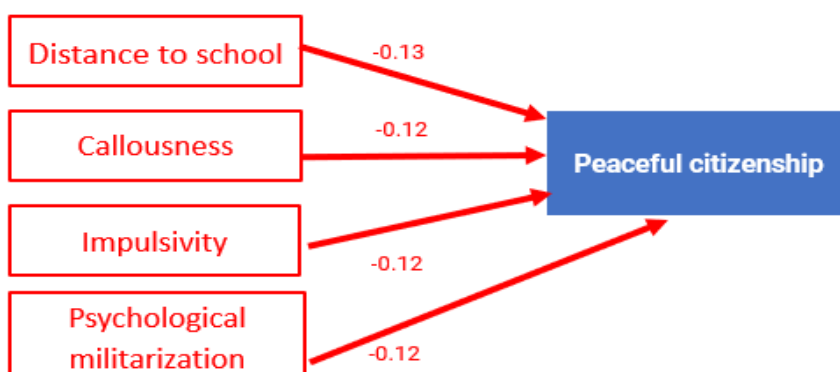 Distance to school
-0.13
Callousness
-0.12
Peaceful citizenship
Impulsivity
-0.12
Psychological
militarization
-0.12